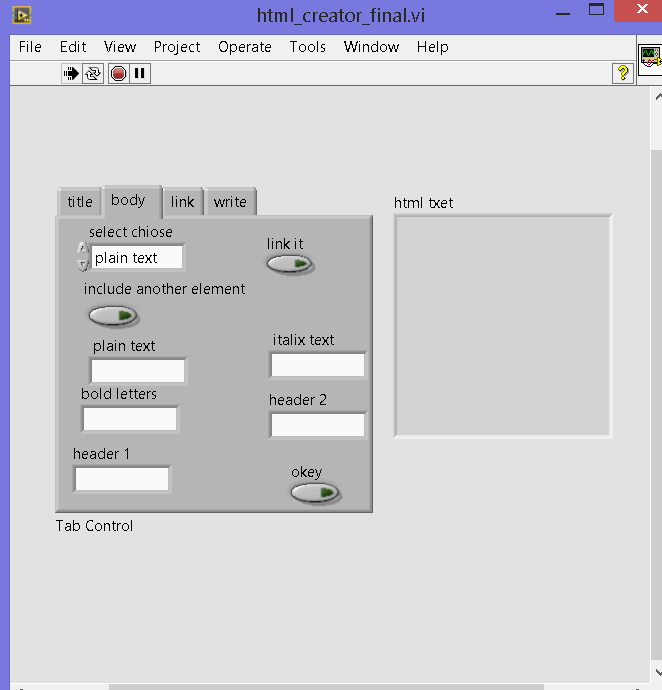 html_creator_final.vi
File Edit View Project Operate Tools Window Help
?
title body link write
html txet
select chiose
plain text
link it
include another element
plain text
italix text
bold letters
header 2
header 1
okey
Tab Control